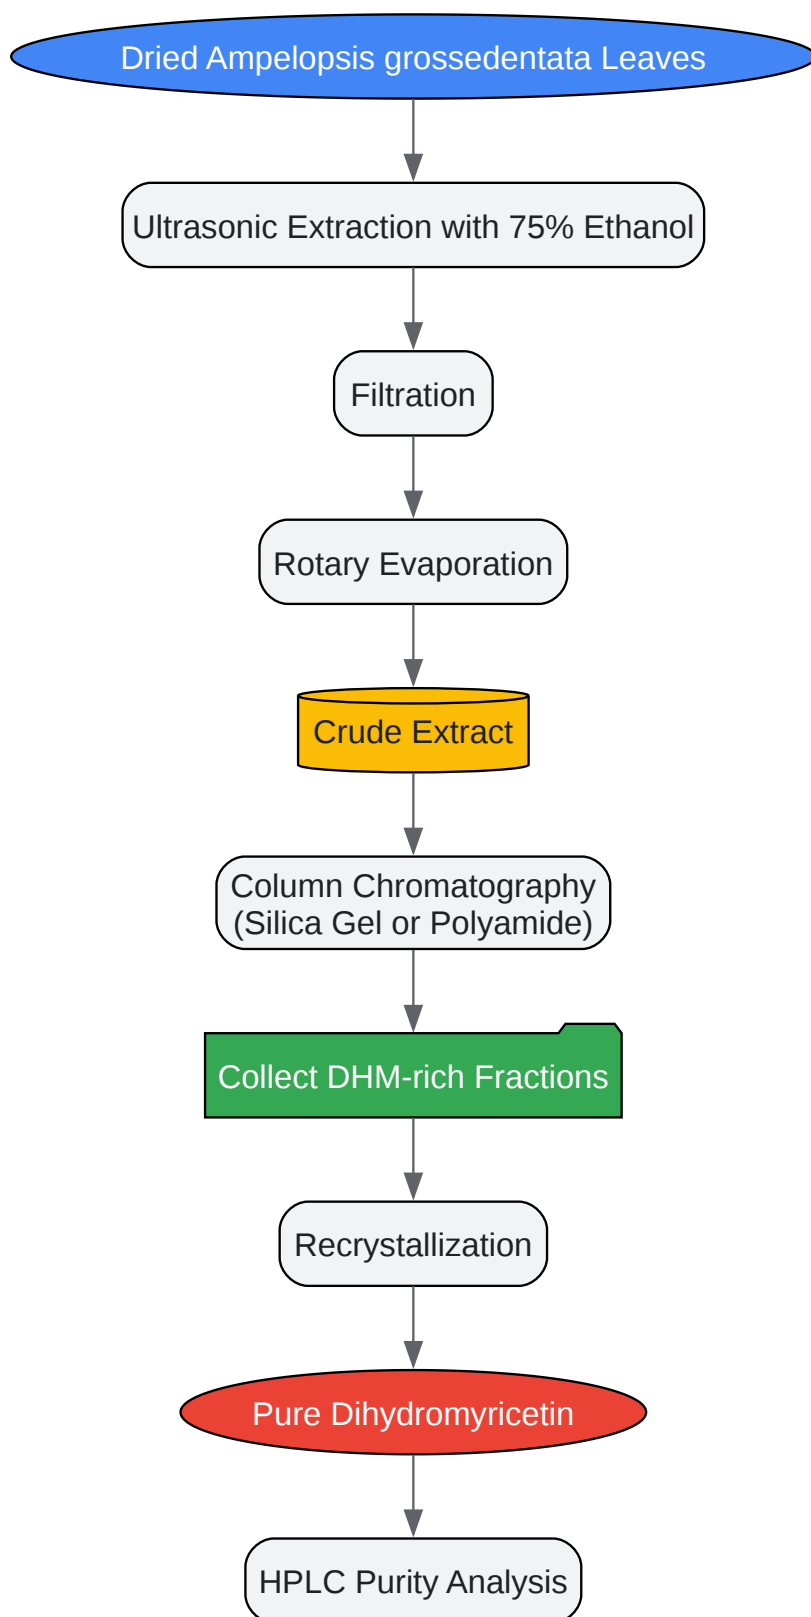 Dried Ampelopsis grossedentata Leaves
Ultrasonic Extraction with 75% Ethanol
Filtration
Rotary Evaporation
Crude Extract
Column Chromatography
(Silica Gel or Polyamide)
Collect DHM-rich Fractions
Recrystallization
Pure Dihydromyricetin
HPLC Purity Analysis